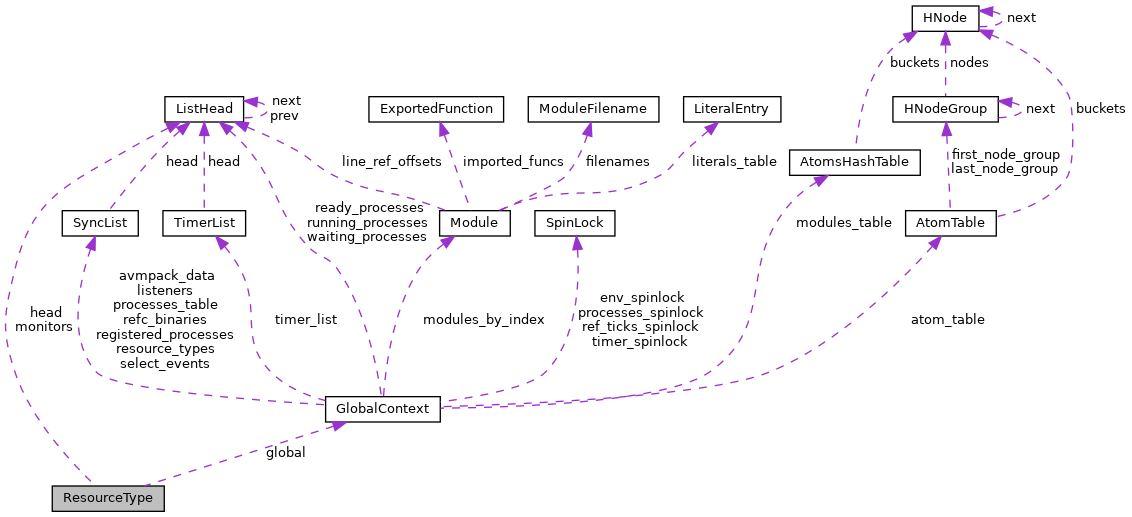 HNode
next
buckets
nodes
ListHead
next
prev
ExportedFunction
ModuleFilename
LiteralEntry
HNodeGroup
next
buckets
head
head
line_ref_offsets
imported_funcs
filenames
literals_table
AtomsHashTable
first_node_group
last_node_group
SyncList
TimerList
ready_processes
running_processes
waiting_processes
Module
SpinLock
modules_table
AtomTable
head
monitors
avmpack_data
listeners
processes_table
refc_binaries
registered_processes
resource_types
select_events
timer_list
modules_by_index
env_spinlock
processes_spinlock
ref_ticks_spinlock
timer_spinlock
atom_table
GlobalContext
global
ResourceType